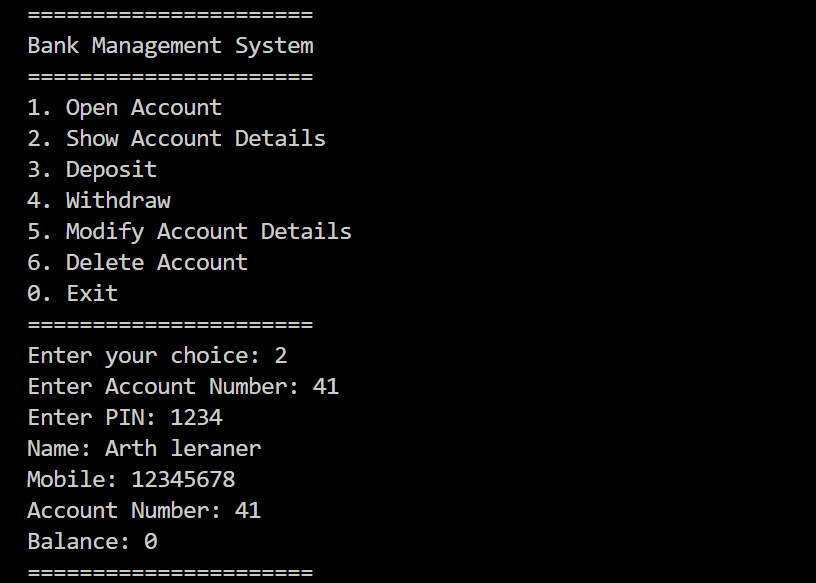 ======================
Bank Management System
======================
1. Open Account
2. Show Account Details
3. Deposit
4. Withdraw
5. Modify Account Details
6. Delete Account
0. Exit
======================
Enter your choice: 2
Enter Account Number: 41
Enter PIN: 1234
Name: Arth leraner
Mobile: 12345678
Account Number: 41
Balance: 0
======================